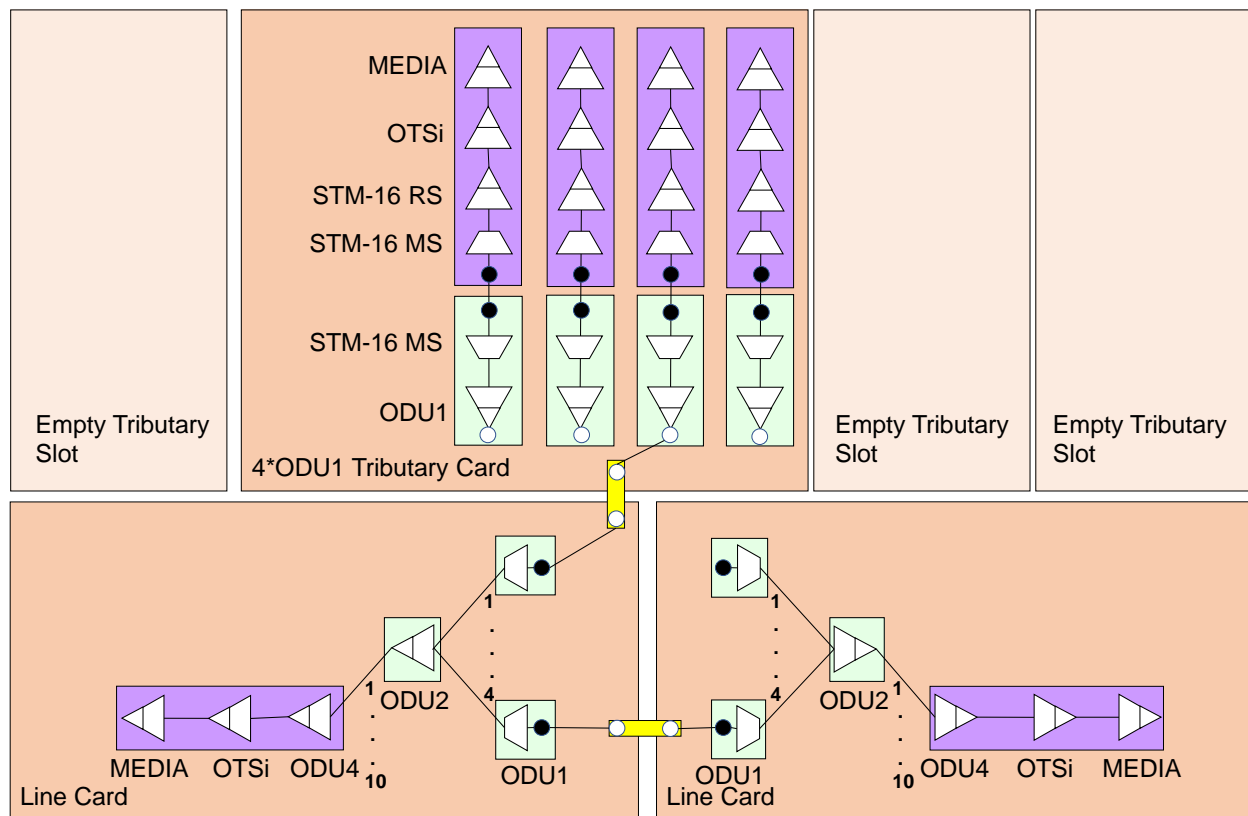 MEDIA
OTSi
STM-16 RS
STM-16 MS
STM-16 MS
ODU1
Empty Tributary
Slot
4*ODU1 Tributary Card
Empty Tributary
Slot
Empty Tributary
Slot
1
.
.
.
.
4
ODU2
1
.
.
.
10
ODU1
MEDIA
OTSi
ODU4
Line Card
1
.
.
.
.
4
ODU2
1
.
.
.
10
ODU1
ODU4
OTSi
MEDIA
Line Card